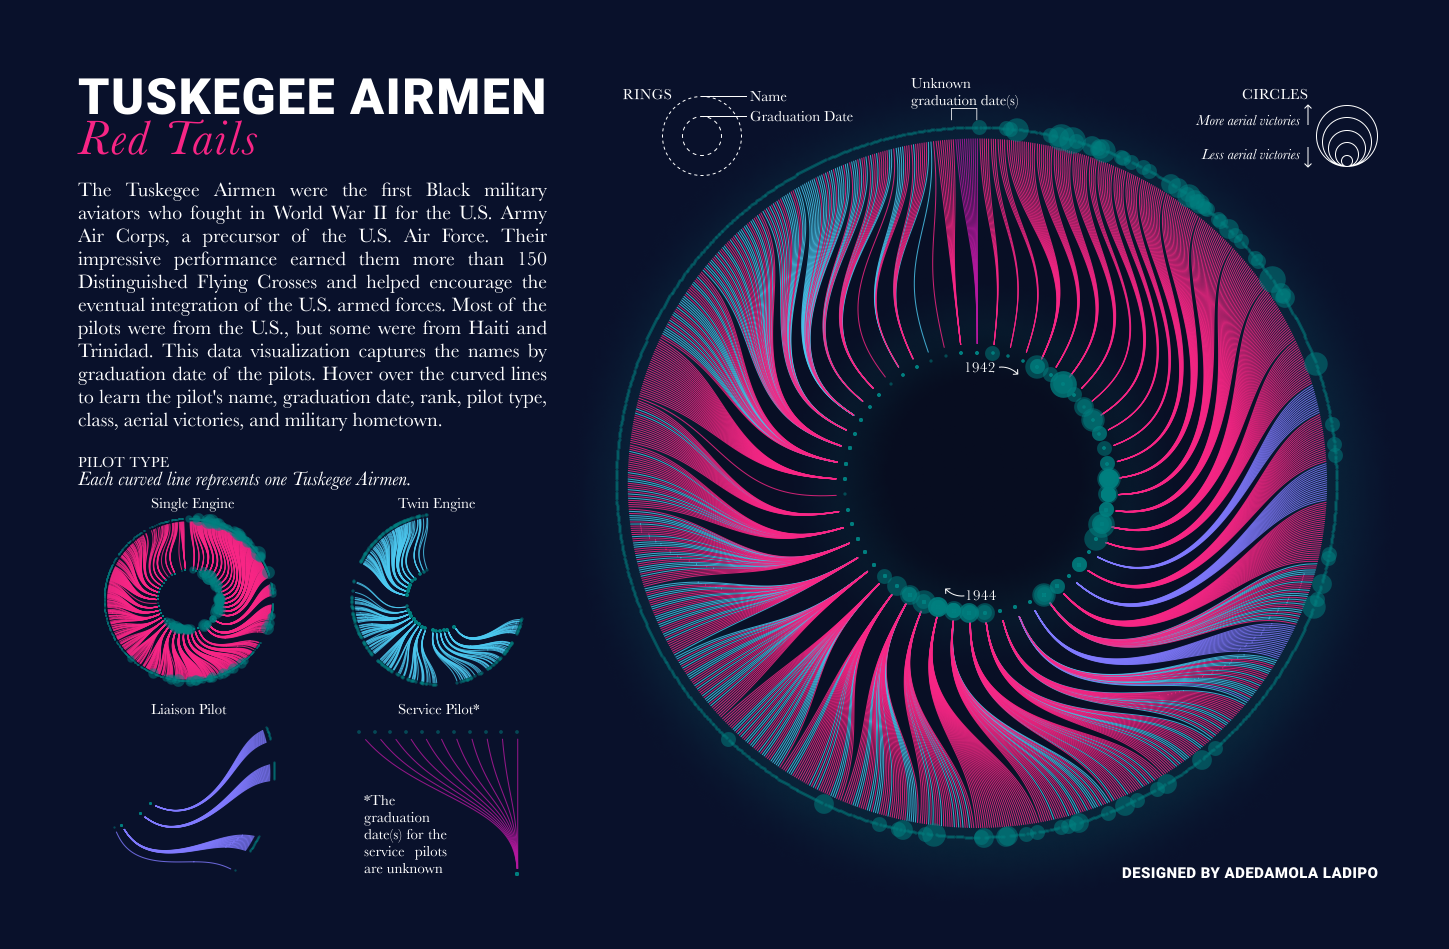 TUSKEGEE AIRMEN
Red Tails
The Tuskegee Airmen were the first Black military
aviators who fought in World War II for the U.S. Army
Air Corps, a precursor of the U.S. Air Force. Their
impressive performance earned them more than 150
Distinguished Flying Crosses and helped encourage the
eventual integration of the U.S. armed forces. Most of the
pilots were from the U.S., but some were from Haiti and
Trinidad. This data visualization captures the names by
graduation date of the pilots. Hover over the curved lines
to learn the pilot's name, graduation date, rank, pilot type,
class, aerial victories, and military hometown.
PILOT TYPE
Each curved line represents one Tuskegee Airmen.
Single Engine
Twin Engine
Liaison Pilot
Service Pilot*
*The
graduation
date(s) for the
service pilots
are unknown
RINGS
Name
Graduation Date
Unknown
graduation date(s)
CIRCLES
More aerial victories
Less aerial victories
1942
1944
DESIGNED BY ADEDAMOLA LADIPO